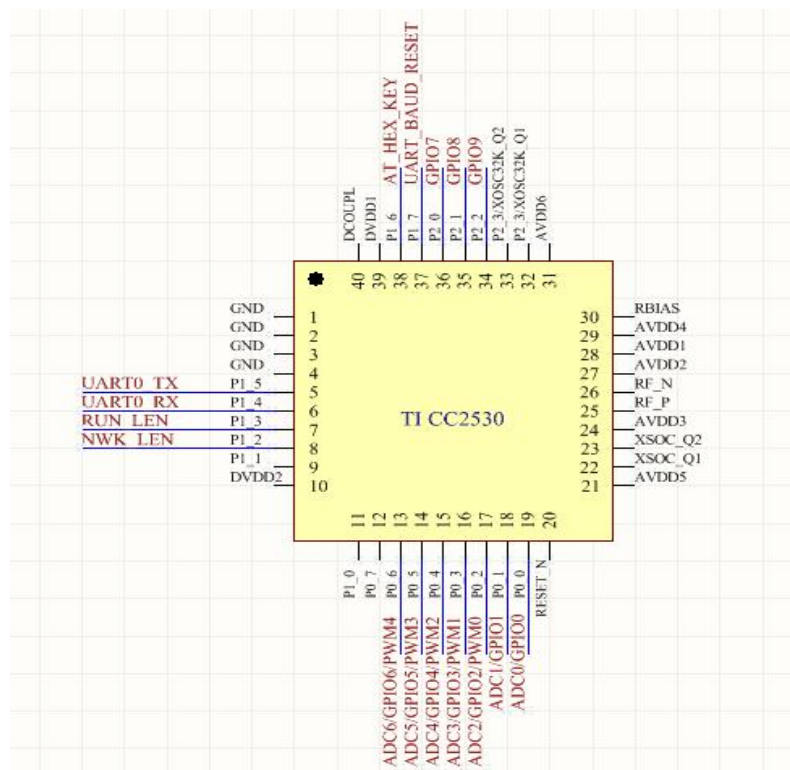 AT_HEX_KEY
UART_BAUD_RESET
GPIO7
GPIO8
GPIO9
DCOUPL
DVDD1
P1_6
P1_7
P2_0
P2_1
P2_2
P2_3/XOSC32K_Q2
P2_3/XOSC32K_Q1
AVDD6
40
39
38
37
36
35
34
33
32
31
GND 1
GND 2
GND 3
GND 4
UART0_TX P1_5 5
UART0_RX P1_4 6
RUN_LEN P1_3 7
NWK_LEN P1_2 8
P1_1 9
DVDD2 10
TI CC2530
30 RBIAS
29 AVDD4
28 AVDD1
27 AVDD2
26 RF_N
25 RF_P
24 AVDD3
23 XSOC_Q2
22 XSOC_Q1
21 AVDD5
11
12
13
14
15
16
17
18
19
20
P1_0
P0_7
P0_6
P0_5
P0_4
P0_3
P0_2
P0_1
P0_0
RESET_N
ADC6/GPIO6/PWM4
ADC5/GPIO5/PWM3
ADC4/GPIO4/PWM2
ADC3/GPIO3/PWM1
ADC2/GPIO2/PWM0
ADC1/GPIO1
ADC0/GPIO0